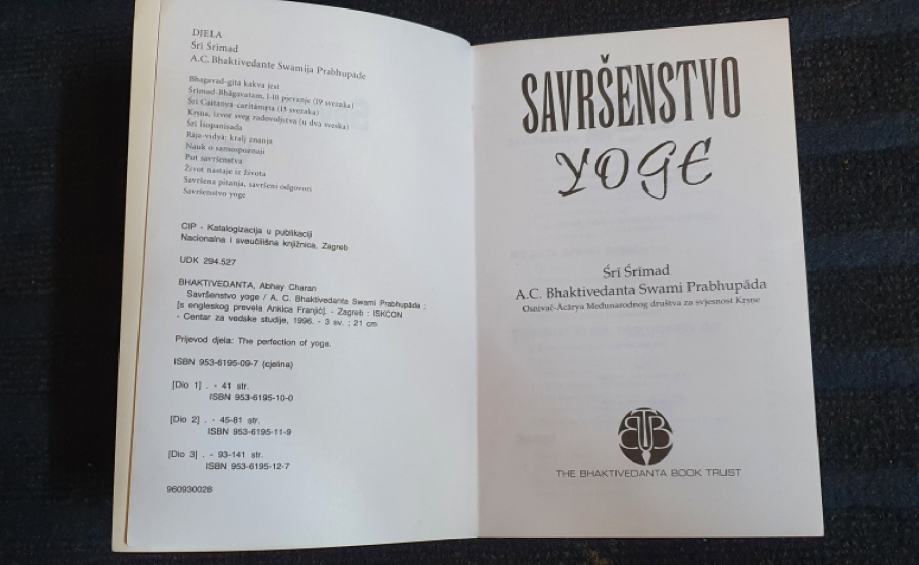 DJELA
Śrī Śrīmad
A.C. Bhaktivedante Swamija Prabhupāde
Bhagavad-gītā kakva jest
Śrīmad-Bhāgavatam, 1-10 pjevanje (19 svezaka)
Śrī Caitanya-caritāmṛta (15 svezaka)
Kṛṣṇa, izvor sveg zadovoljstva (u dva sveska)
Śrī Īśopaniṣada
Rāja-vidyā: kralj znanja
Nauk o samospoznaji
Put savršenstva
Život nastaje iz života
Savršena pitanja, savršeni odgovori
Savršenstvo yoge
CIP - Katalogizacija u publikaciji
Nacionalna i sveučilišna knjižnica, Zagreb
UDK 294.527
BHAKTIVEDANTA, Abhay Charan
Savršenstvo yoge / A. C. Bhaktivedanta Swami Prabhupāda ;
[s engleskog prevela Ankica Franjić]. - Zagreb : ISKCON
- Centar za vedske studije, 1996. - 3 sv. ; 21 cm
Prijevod djela: The perfection of yoga.
ISBN 953-6195-09-7 (cjelina)
[Dio 1] . - 41 str.
ISBN 953-6195-10-0
[Dio 2] . - 45-81 str.
ISBN 953-6195-11-9
[Dio 3] . - 93-141 str.
ISBN 953-6195-12-7
960930028
SAVRŠENSTVO
YOGE
Śrī Śrīmad
A.C. Bhaktivedanta Swami Prabhupāda
Osnivač-Ācārya Međunarodnog društva za svjesnost Kṛṣṇe
BTB
THE BHAKTIVEDANTA BOOK TRUST